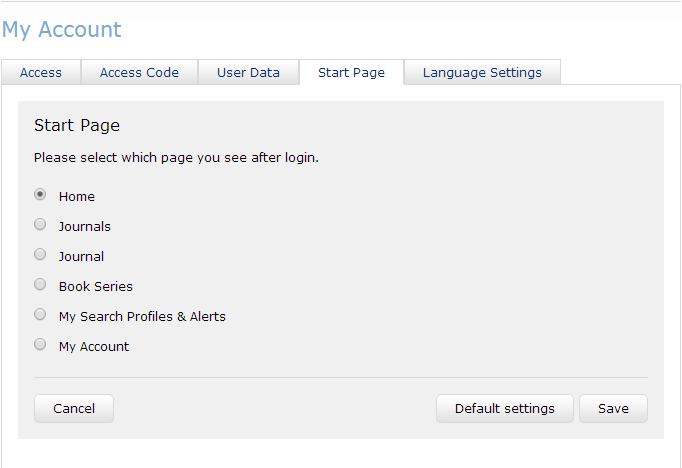 My Account
Access Access Code User Data Start Page Language Settings
Start Page
Please select which page you see after login.
Home
Journals
Journal
Book Series
My Search Profiles & Alerts
My Account
Cancel Default settings Save